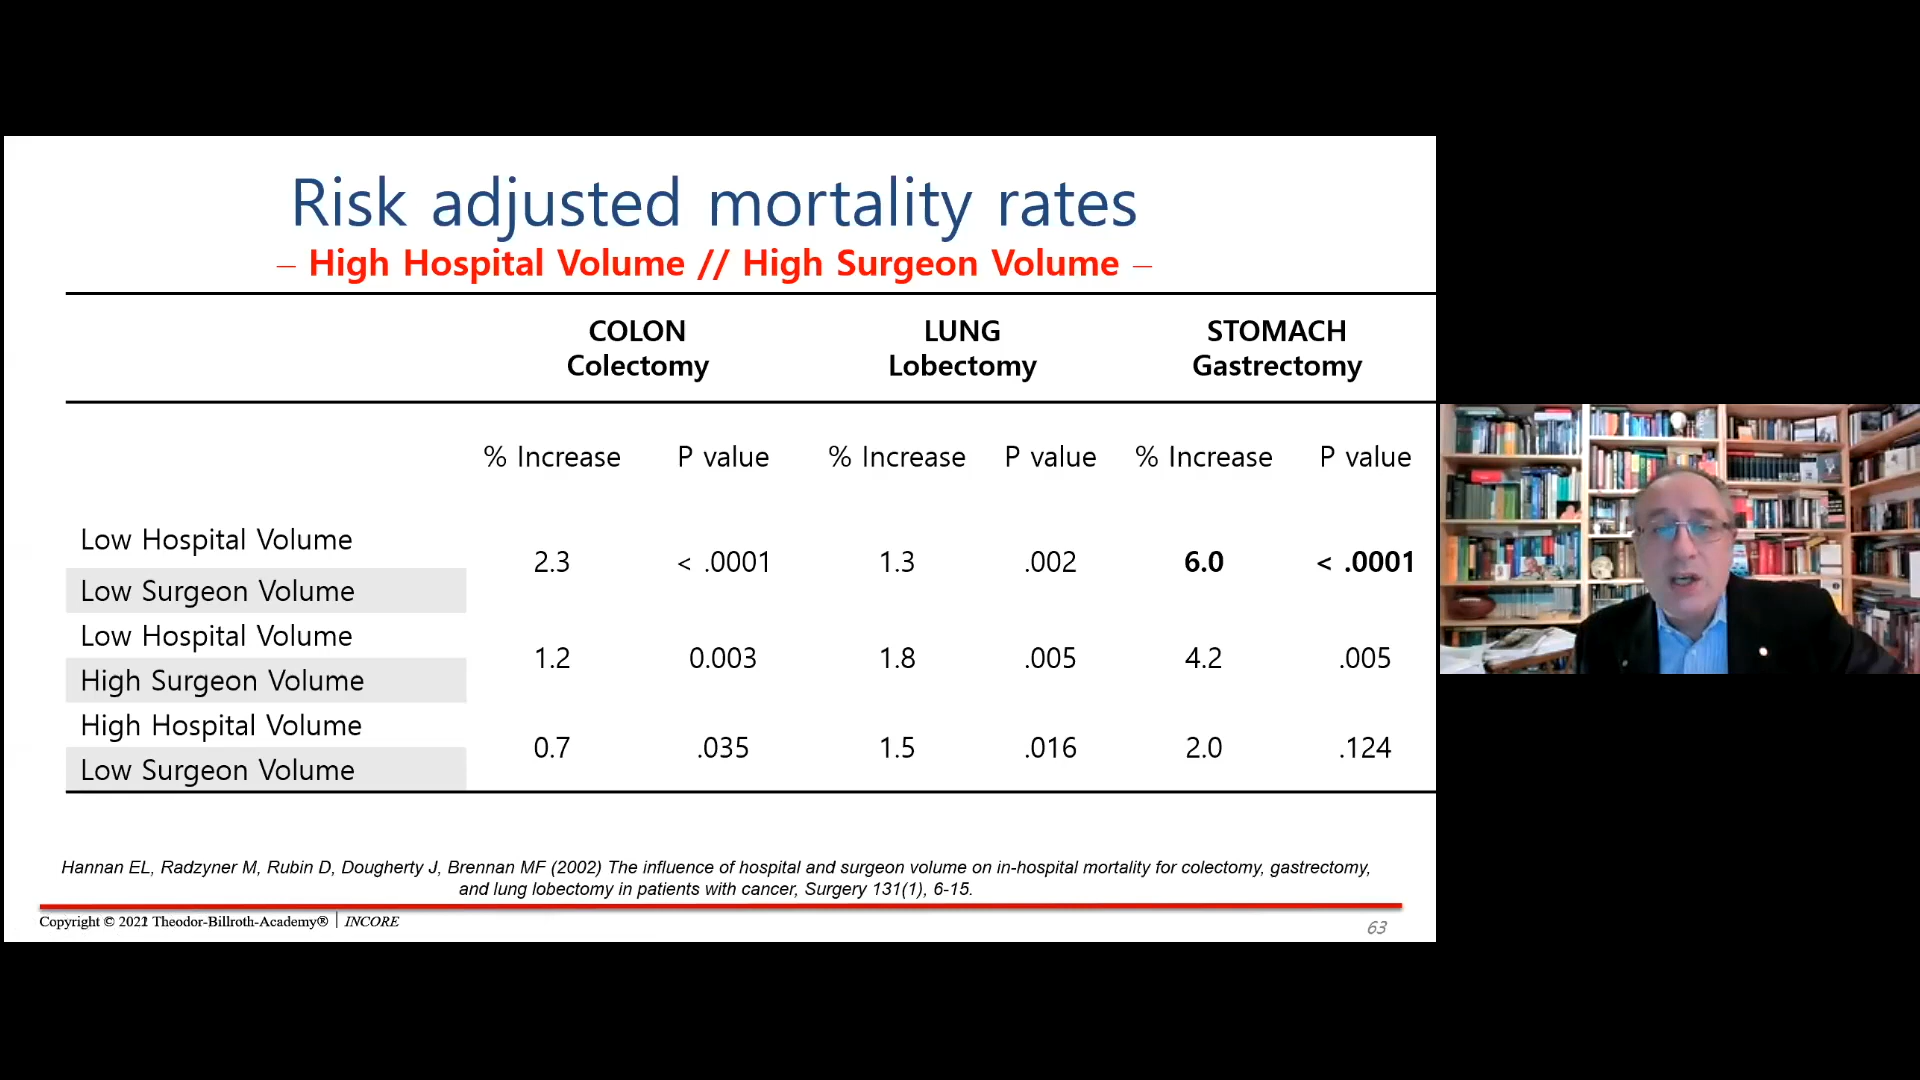 Risk adjusted mortality rates
– High Hospital Volume // High Surgeon Volume –
COLON LUNG STOMACH
Colectomy Lobectomy Gastrectomy
% Increase P value % Increase P value % Increase P value
Low Hospital Volume
2.3 < .0001 1.3 .002 6.0 < .0001
Low Surgeon Volume
Low Hospital Volume
1.2 0.003 1.8 .005 4.2 .005
High Surgeon Volume
High Hospital Volume
0.7 .035 1.5 .016 2.0 .124
Low Surgeon Volume
Hannan EL, Radzyner M, Rubin D, Dougherty J, Brennan MF (2002) The influence of hospital and surgeon volume on in-hospital mortality for colectomy, gastrectomy,
and lung lobectomy in patients with cancer, Surgery 131(1), 6-15.
Copyright © Theodor-Billroth-Academy® | INCORE
63